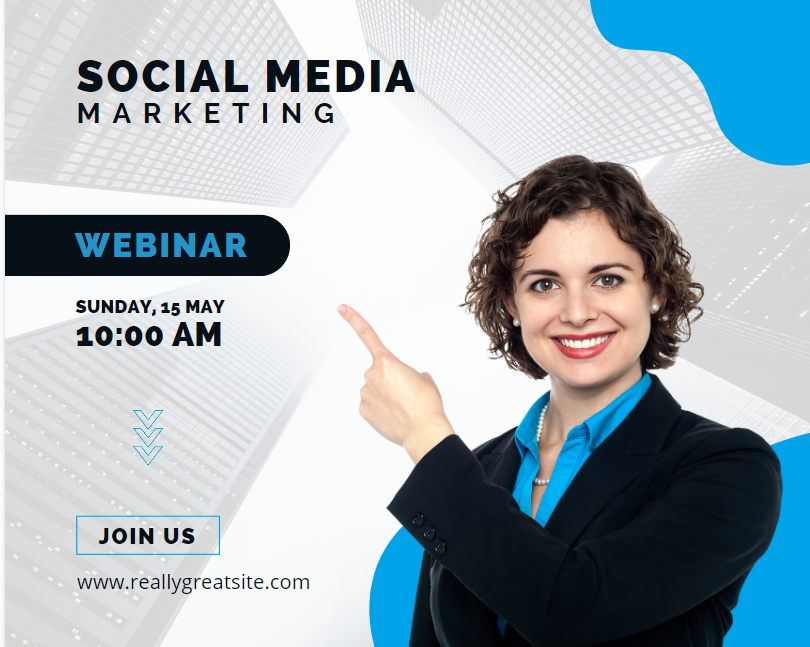 SOCIAL MEDIA
MARKETING
WEBINAR
SUNDAY, 15 MAY
10:00 AM
JOIN US
www.reallygreatsite.com